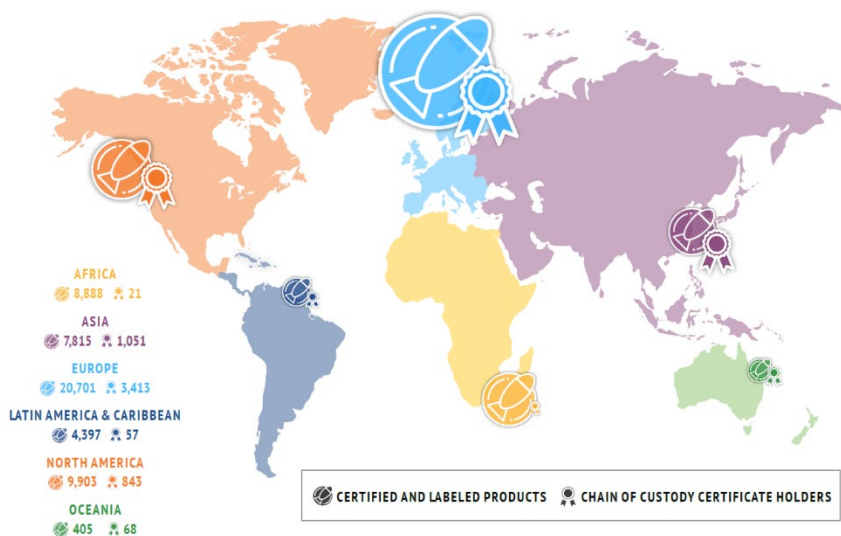 AFRICA
8,888 21
ASIA
7,815 1,051
EUROPE
20,701 3,413
LATIN AMERICA & CARIBBEAN
4,397 57
NORTH AMERICA
9,903 843
OCEANIA
405 68
CERTIFIED AND LABELED PRODUCTS CHAIN OF CUSTODY CERTIFICATE HOLDERS